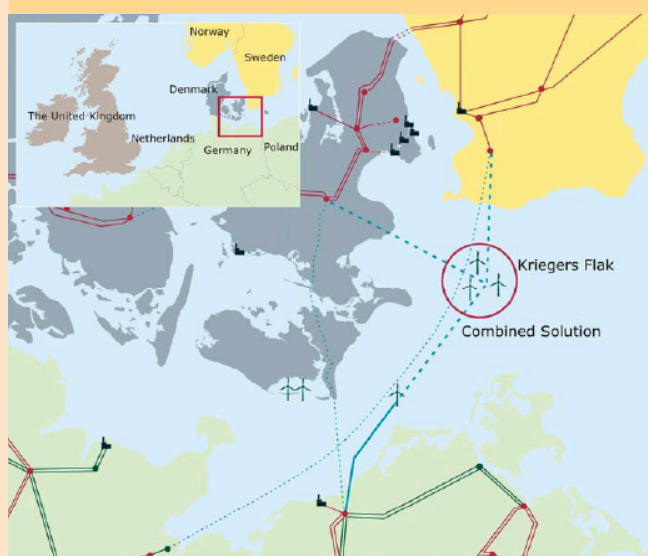 Norway
Sweden
Denmark
The United Kingdom
Netherlands
Germany
Poland
Kriegers Flak
Combined Solution